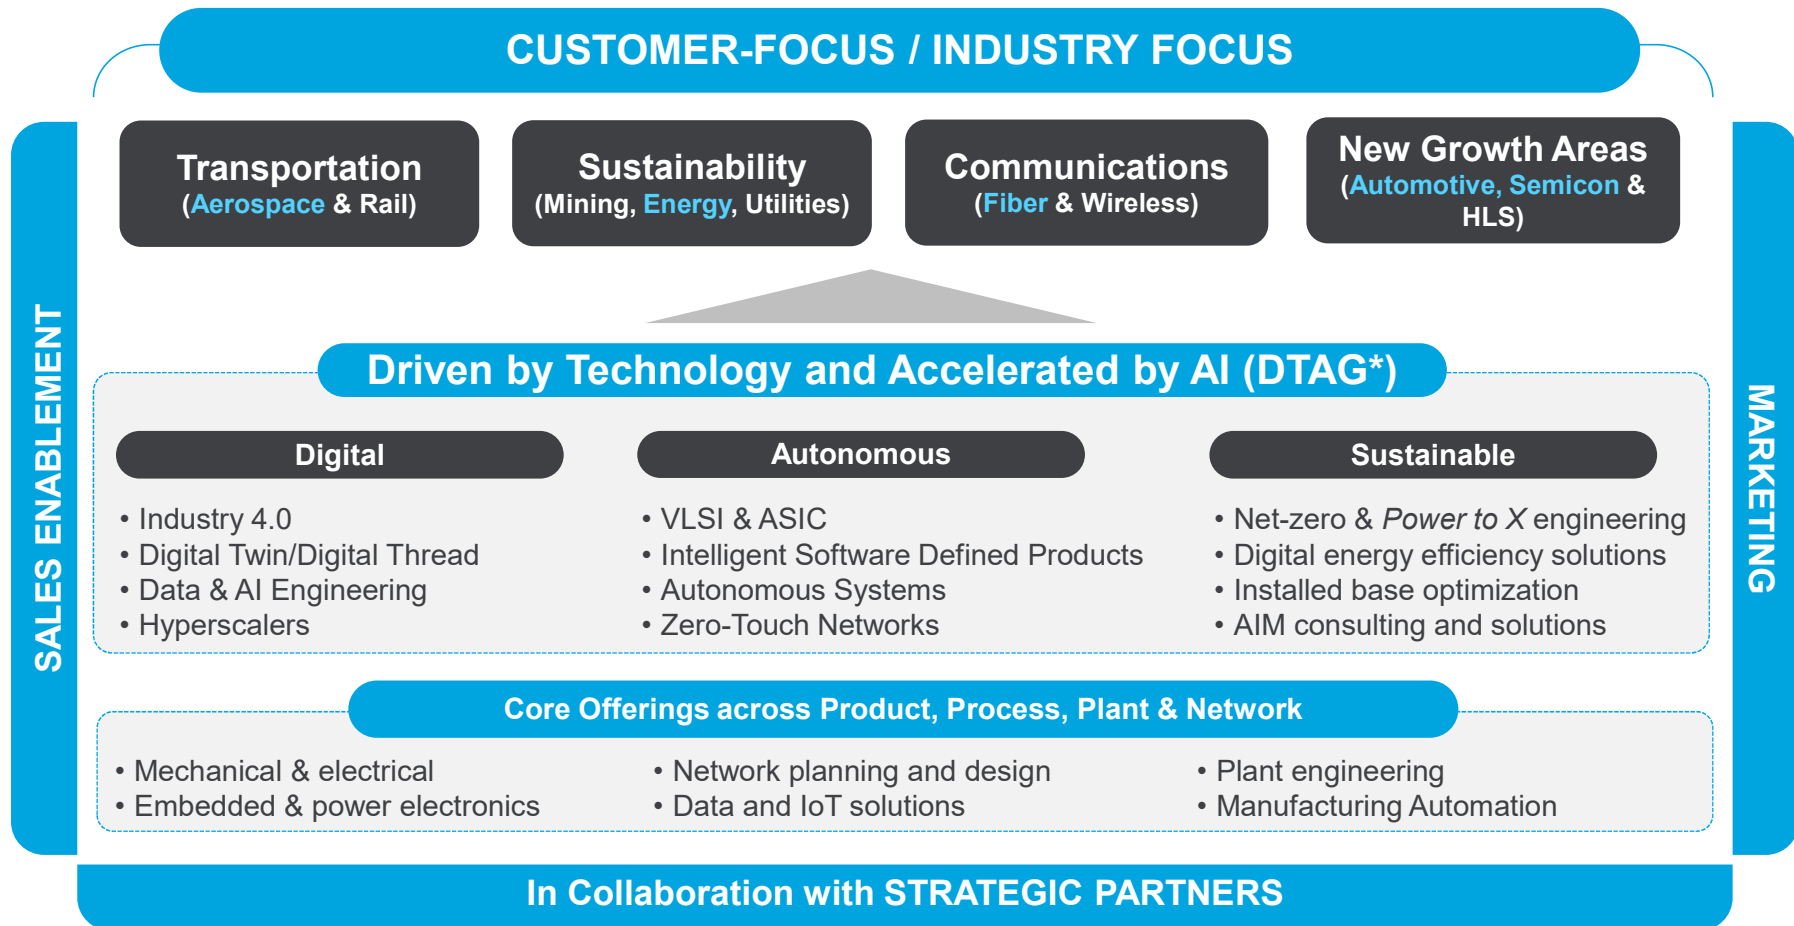 CUSTOMER-FOCUS / INDUSTRY FOCUS
Transportation
(Aerospace & Rail)
Sustainability
(Mining, Energy, Utilities)
Communications
(Fiber & Wireless)
New Growth Areas
(Automotive, Semicon &
HLS)
SALES ENABLEMENT
MARKETING
Driven by Technology and Accelerated by AI (DTAG*)
Digital
• Industry 4.0
• Digital Twin/Digital Thread
• Data & AI Engineering
• Hyperscalers
Autonomous
• VLSI & ASIC
• Intelligent Software Defined Products
• Autonomous Systems
• Zero-Touch Networks
Sustainable
• Net-zero & Power to X engineering
• Digital energy efficiency solutions
• Installed base optimization
• AIM consulting and solutions
Core Offerings across Product, Process, Plant & Network
• Mechanical & electrical
• Embedded & power electronics
• Network planning and design
• Data and IoT solutions
• Plant engineering
• Manufacturing Automation
In Collaboration with STRATEGIC PARTNERS